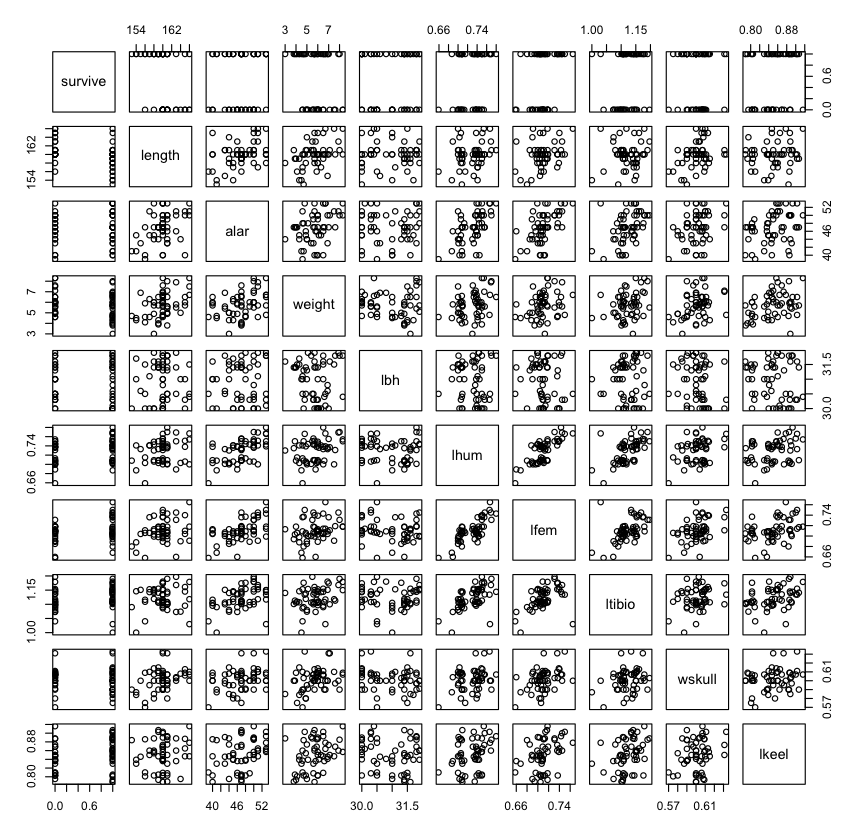 154 162 3 5 7 0.66 0.74 1.00 1.15 0.80 0.88
survive 0.0 0.6
154 162 length
alar 40 46 52
3 5 7 weight
lbh 30.0 31.5
0.66 0.74 lhum
lfem 0.66 0.74
1.00 1.15 ltibio
wskull 0.57 0.61
0.80 0.88 lkeel
0.0 0.6 40 46 52 30.0 31.5 0.66 0.74 0.57 0.61